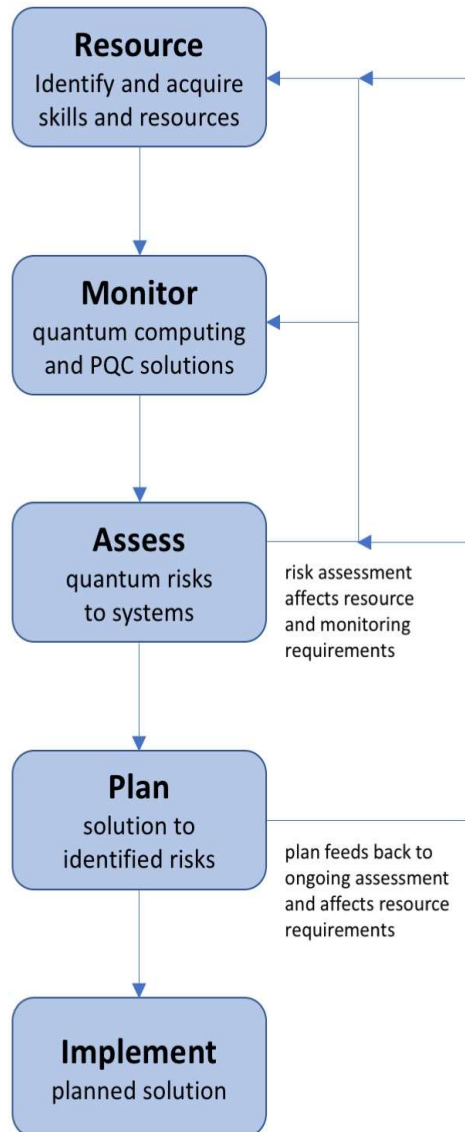 Resource
Identify and acquire
skills and resources
Monitor
quantum computing
and PQC solutions
Assess
quantum risks
to systems
risk assessment
affects resource
and monitoring
requirements
Plan
solution to
identified risks
plan feeds back to
ongoing assessment
and affects resource
requirements
Implement
planned solution